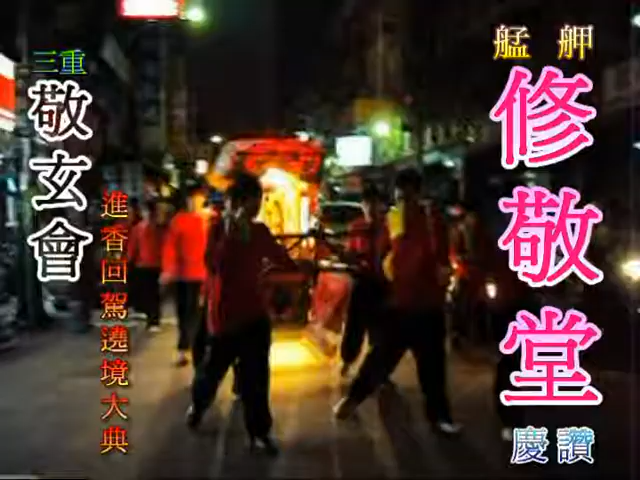 艋舺
修敬堂
慶讚
三重
敬玄會
進香回駕遶境大典